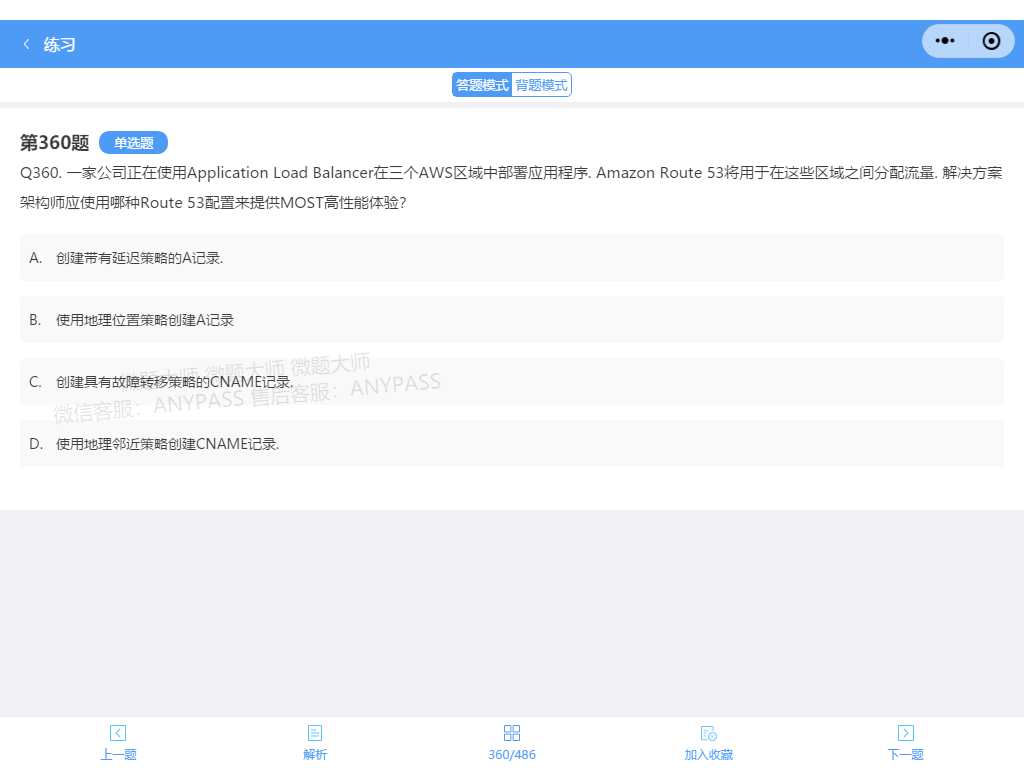 练习
答题模式 背题模式
第360题 单选题
Q360. 一家公司正在使用Application Load Balancer在三个AWS区域中部署应用程序. Amazon Route 53将用于在这些区域之间分配流量. 解决方案
架构师应使用哪种Route 53配置来提供MOST高性能体验?
A. 创建带有延迟策略的A记录.
B. 使用地理位置策略创建A记录
微题大师 微题大师 微题大师
C. 创建具有故障转移策略的CNAME记录.
微信客服: ANYPASS 售后客服: ANYPASS
D. 使用地理邻近策略创建CNAME记录.
上一题 解析 360/486 加入收藏 下一题